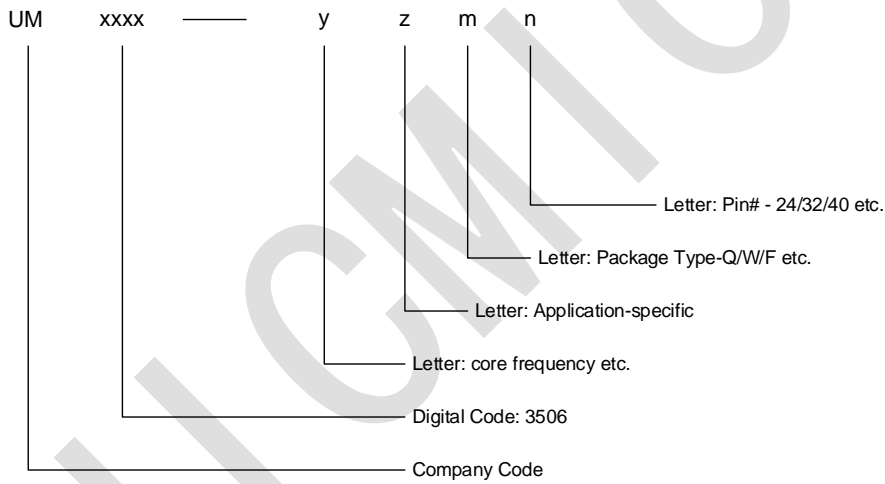 UM xxxx —— y z m n
Letter: Pin# - 24/32/40 etc.
Letter: Package Type-Q/W/F etc.
Letter: Application-specific
Letter: core frequency etc.
Digital Code: 3506
Company Code